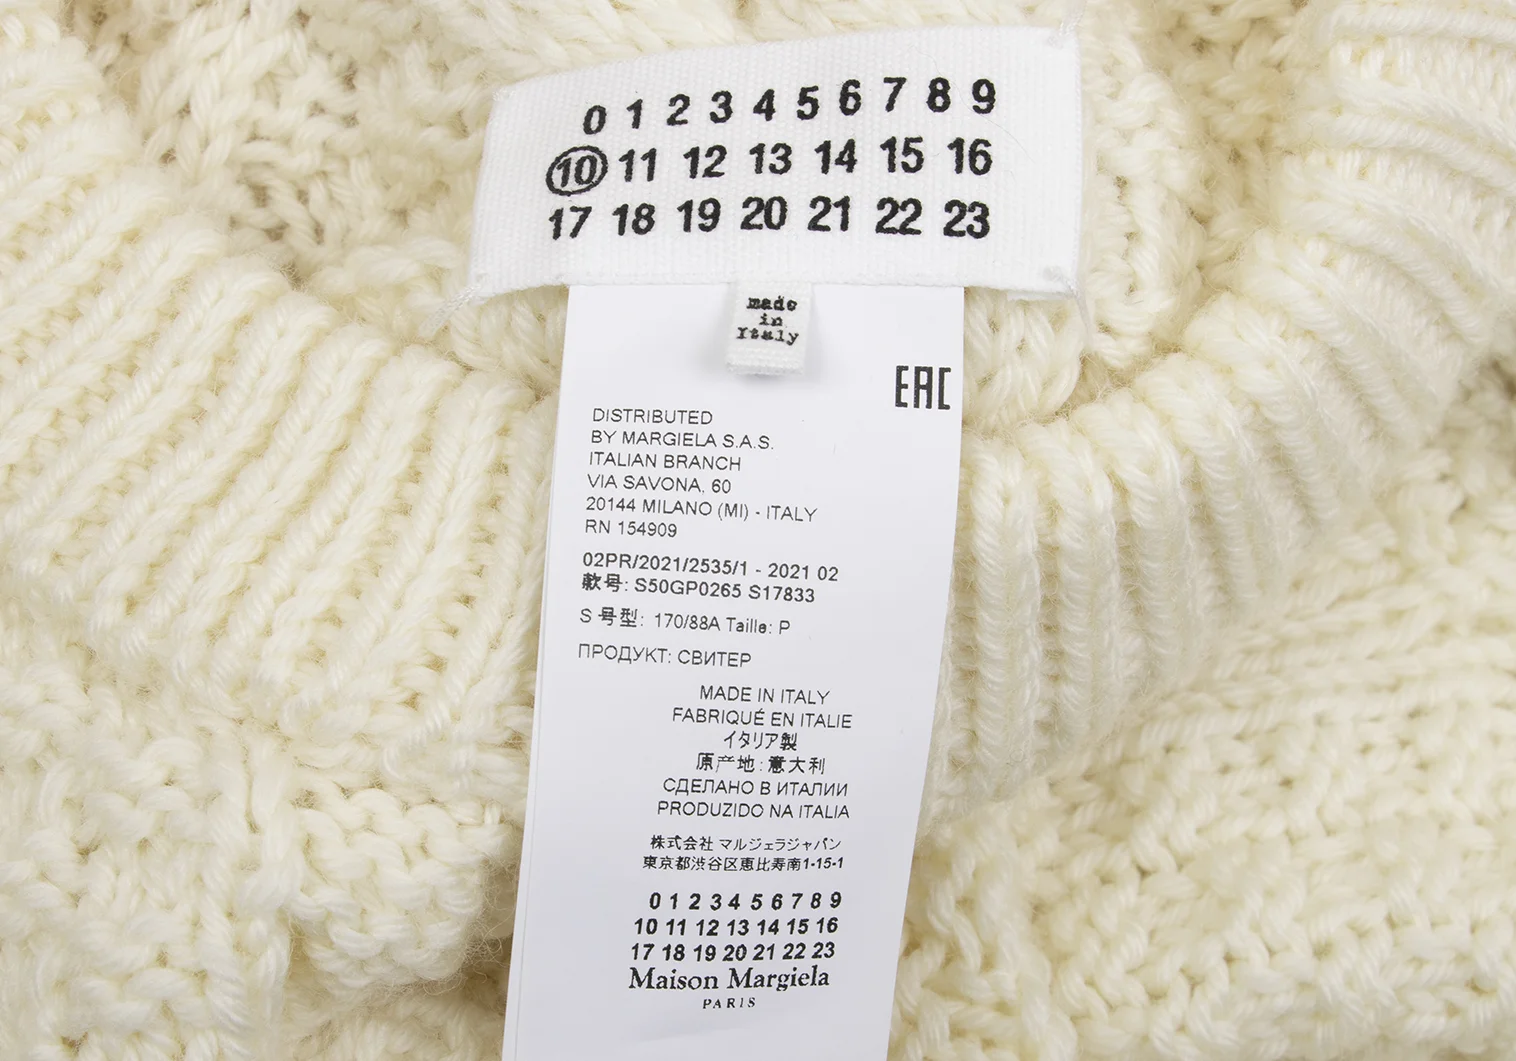 0 1 2 3 4 5 6 7 8 9
10 11 12 13 14 15 16
17 18 19 20 21 22 23
made
in
Italy
EAC
DISTRIBUTED
BY MARGIELA S.A.S.
ITALIAN BRANCH
VIA SAVONA, 60
20144 MILANO (MI) - ITALY
RN 154909
02PR/2021/2535/1 - 2021 02
款号: S50GP0265 S17833
S 号型: 170/88A Taille: P
ПРОДУКТ: СВИТЕР
MADE IN ITALY
FABRIQUÉ EN ITALIE
イタリア製
原产地: 意大利
СДЕЛАНО В ИТАЛИИ
PRODUZIDO NA ITALIA
株式会社 マルジェラジャパン
東京都渋谷区恵比寿南1-15-1
0 1 2 3 4 5 6 7 8 9
10 11 12 13 14 15 16
17 18 19 20 21 22 23
Maison Margiela
PARIS